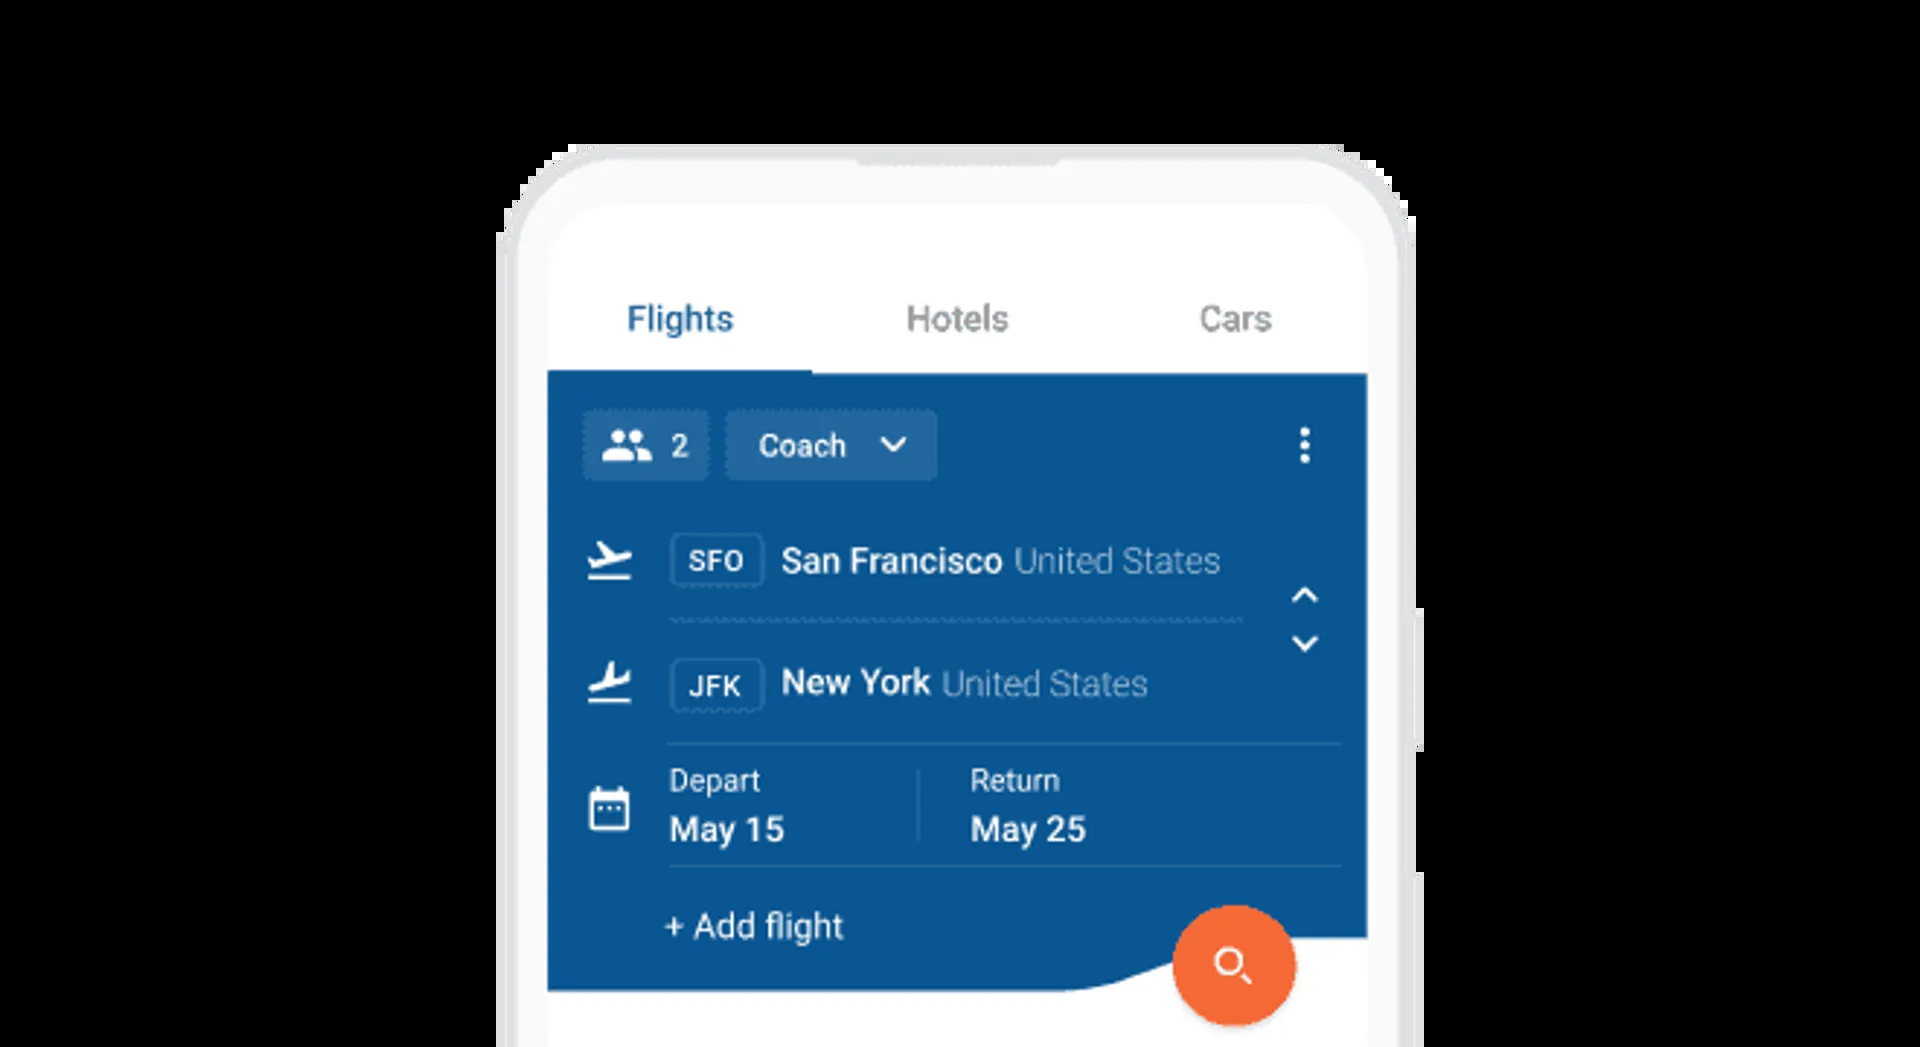 Flights Hotels Cars
2 Coach
SFO San Francisco United States
JFK New York United States
Depart Return
May 15 May 25
+ Add flight